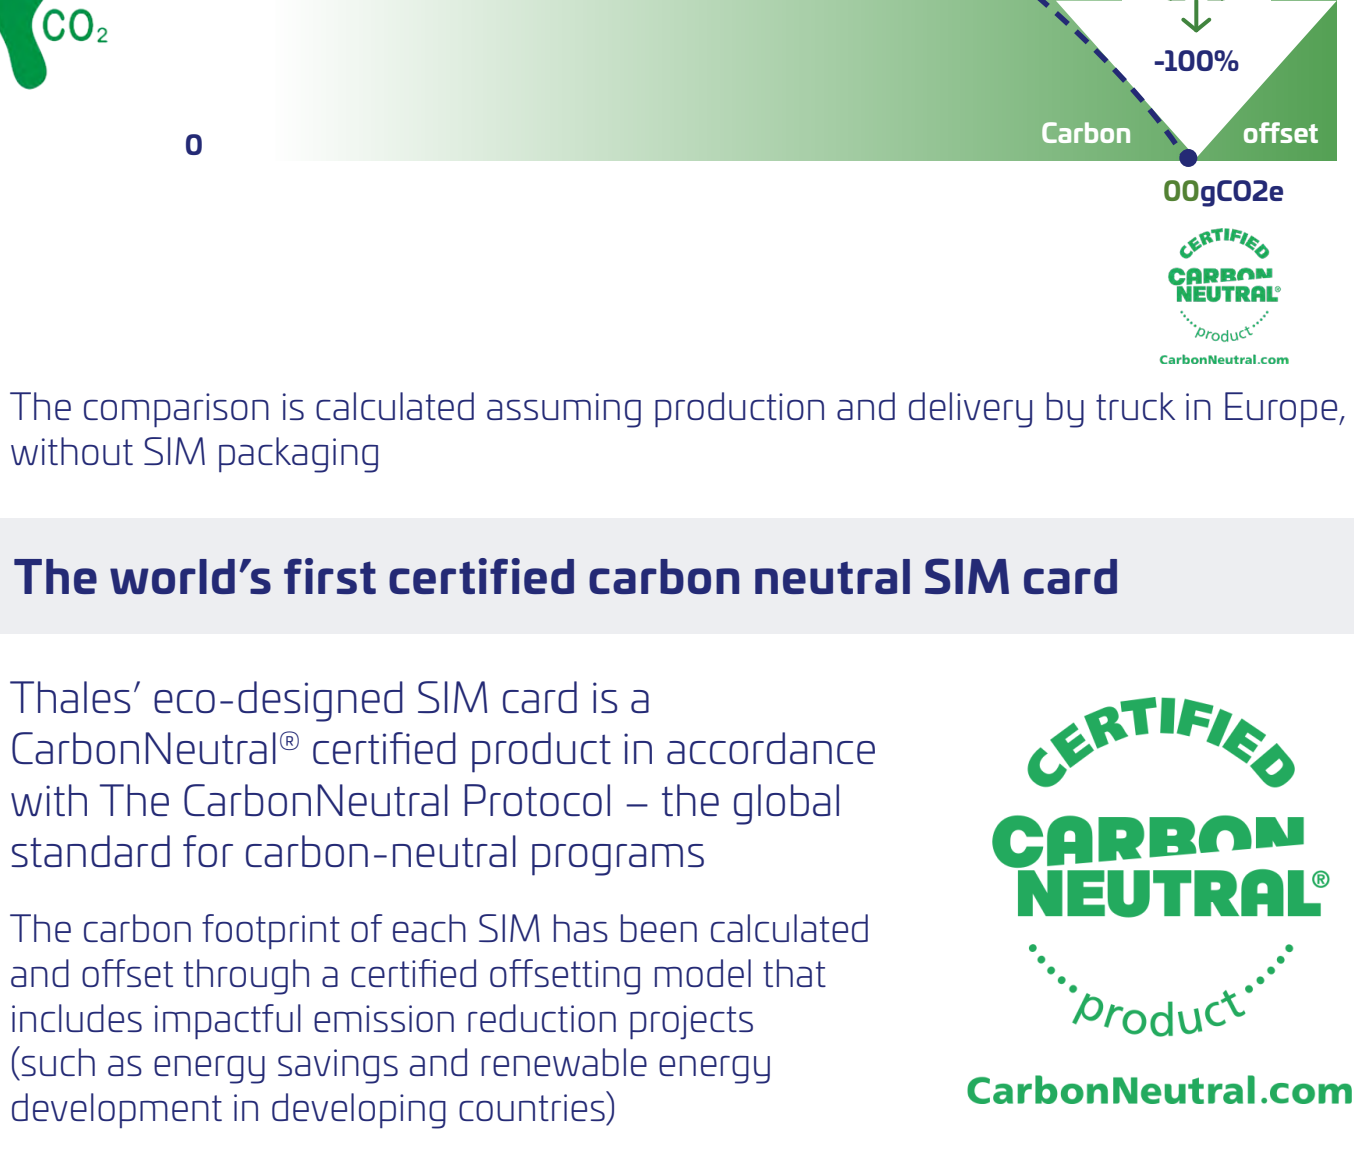 CO2
-100%
0
Carbon offset
00gCO2e
CERTIFIED
CARBON
NEUTRAL®
product
CarbonNeutral.com
The comparison is calculated assuming production and delivery by truck in Europe,
without SIM packaging
The world’s first certified carbon neutral SIM card
Thales’ eco-designed SIM card is a
CarbonNeutral® certified product in accordance
with The CarbonNeutral Protocol – the global
standard for carbon-neutral programs
The carbon footprint of each SIM has been calculated
and offset through a certified offsetting model that
includes impactful emission reduction projects
(such as energy savings and renewable energy
development in developing countries)
CERTIFIED
CARBON
NEUTRAL®
product
CarbonNeutral.com